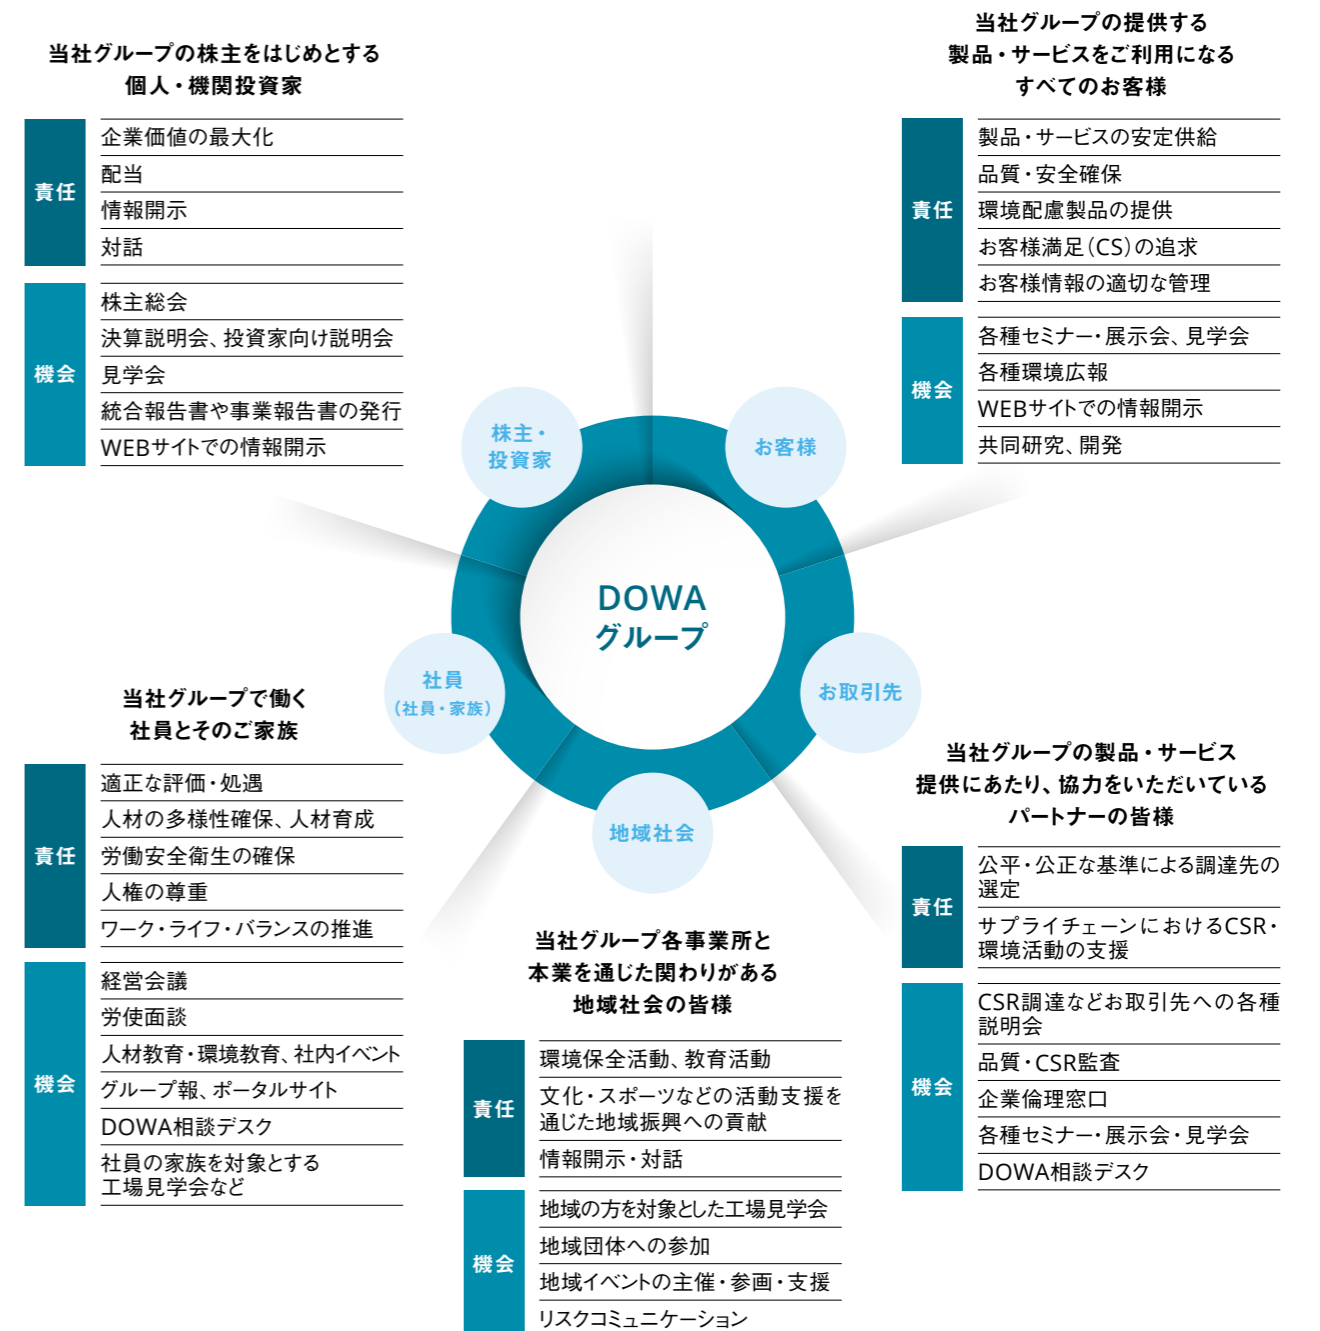 当社グループの株主をはじめとする
個人・機関投資家
責任
企業価値の最大化
配当
情報開示
対話
機会
株主総会
決算説明会、投資家向け説明会
見学会
統合報告書や事業報告書の発行
WEBサイトでの情報開示
当社グループの提供する
製品・サービスをご利用になる
すべてのお客様
責任
製品・サービスの安定供給
品質・安全確保
環境配慮製品の提供
お客様満足(CS)の追求
お客様情報の適切な管理
機会
各種セミナー・展示会、見学会
各種環境広報
WEBサイトでの情報開示
共同研究、開発
株主・
投資家
お客様
DOWA
グループ
社員
(社員・家族)
お取引先
地域社会
当社グループで働く
社員とそのご家族
責任
適正な評価・処遇
人材の多様性確保、人材育成
労働安全衛生の確保
人権の尊重
ワーク・ライフ・バランスの推進
機会
経営会議
労使面談
人材教育・環境教育、社内イベント
グループ報、ポータルサイト
DOWA相談デスク
社員の家族を対象とする
工場見学会など
当社グループ各事業所と
本業を通じた関わりがある
地域社会の皆様
責任
環境保全活動、教育活動
文化・スポーツなどの活動支援を
通じた地域振興への貢献
情報開示・対話
機会
地域の方を対象とした工場見学会
地域団体への参加
地域イベントの主催・参画・支援
リスクコミュニケーション
当社グループの製品・サービス
提供にあたり、協力をいただいている
パートナーの皆様
責任
公平・公正な基準による調達先の
選定
サプライチェーンにおけるCSR・
環境活動の支援
機会
CSR調達などお取引先への各種
説明会
品質・CSR監査
企業倫理窓口
各種セミナー・展示会・見学会
DOWA相談デスク